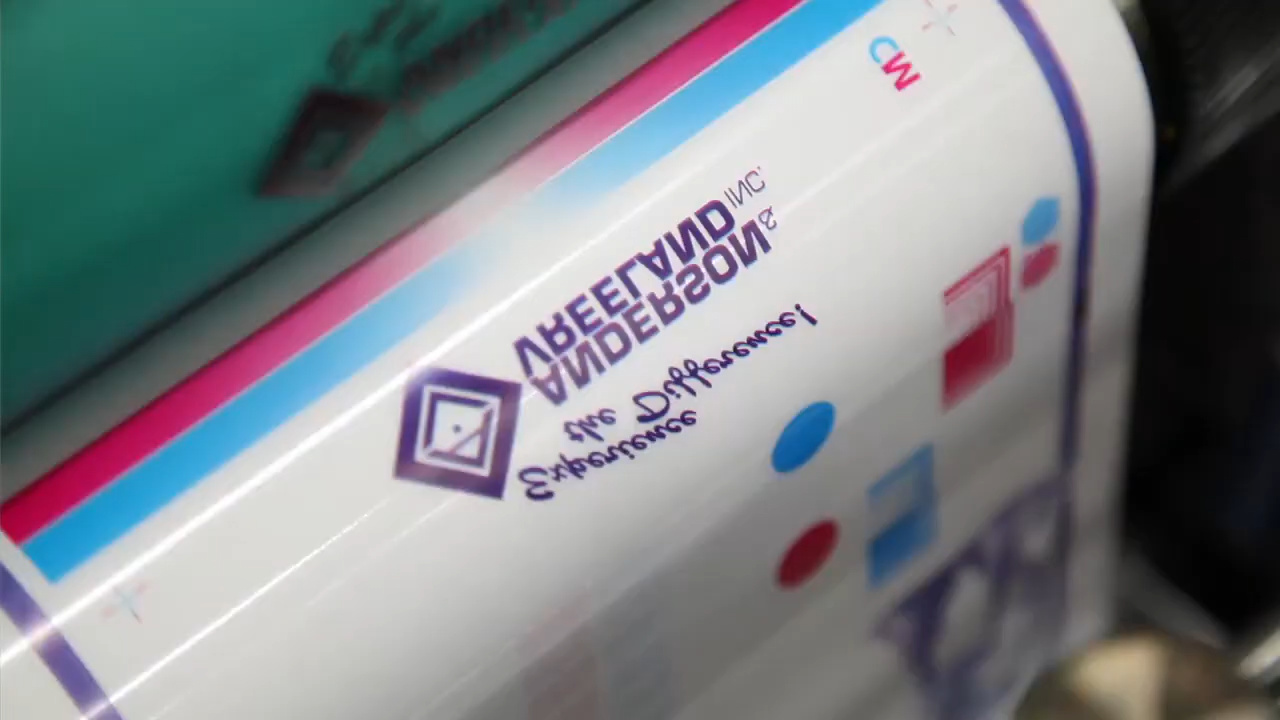 CM
ANDERSON &
VREELAND INC.
Experience
the Difference!